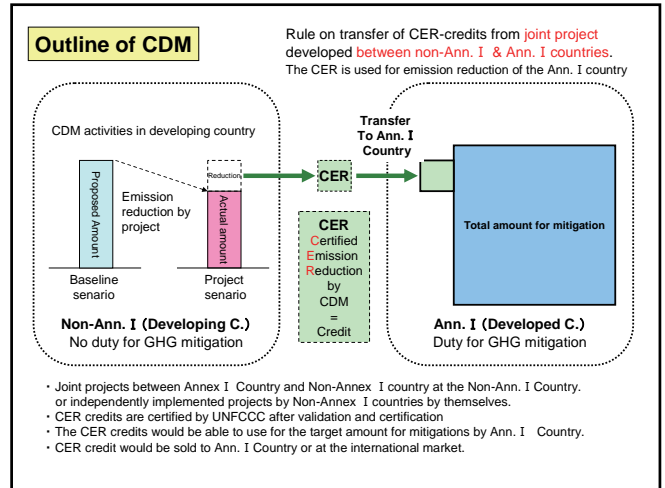 Outline of CDM
Rule on transfer of CER-credits from joint project
developed between non-Ann. I & Ann. I countries.
The CER is used for emission reduction of the Ann. I country
CDM activities in developing country
Proposed Amount
Emission
reduction by
project
Reduction
Actual amount
Baseline
senario
Project
senario
Non-Ann. I (Developing C.)
No duty for GHG mitigation
CER
CER
Certified
Emission
Reduction
by
CDM
=
Credit
Transfer
To Ann. I
Country
Total amount for mitigation
Ann. I (Developed C.)
Duty for GHG mitigation
・Joint projects between Annex I Country and Non-Annex I country at the Non-Ann. I Country.
or independently implemented projects by Non-Annex I countries by themselves.
・CER credits are certified by UNFCCC after validation and certification
・The CER credits would be able to use for the target amount for mitigations by Ann. I Country.
・CER credit would be sold to Ann. I Country or at the international market.